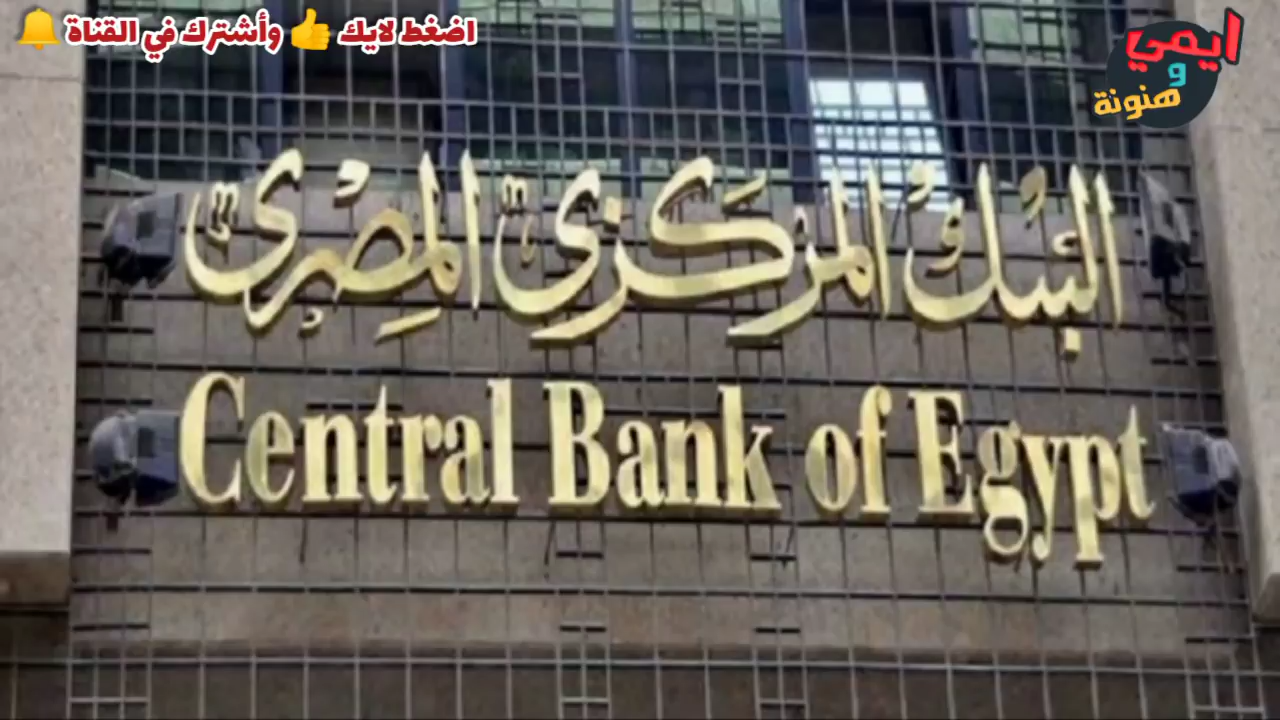 اضغط لايك 👍 وأشترك في القناة 🔔
ايمي
و
هنونة
البنك المركزي المصري
Central Bank of Egypt